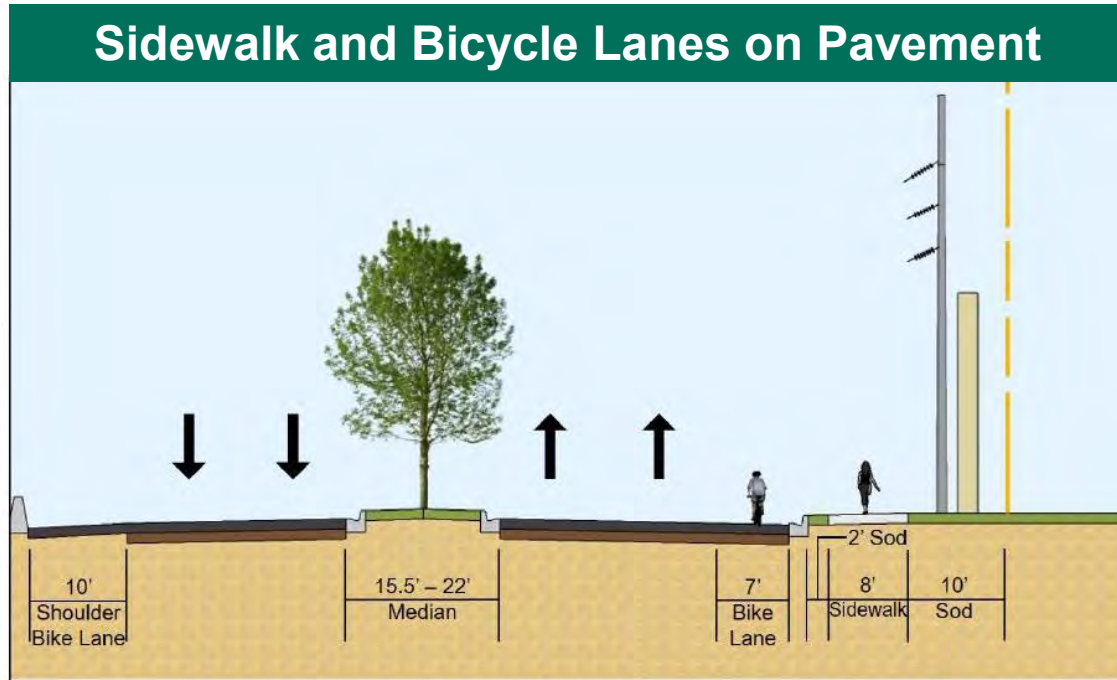 Sidewalk and Bicycle Lanes on Pavement
2’ Sod
10’
Shoulder
Bike Lane
15.5’ – 22’
Median
7’
Bike
Lane
8’
Sidewalk
10’
Sod